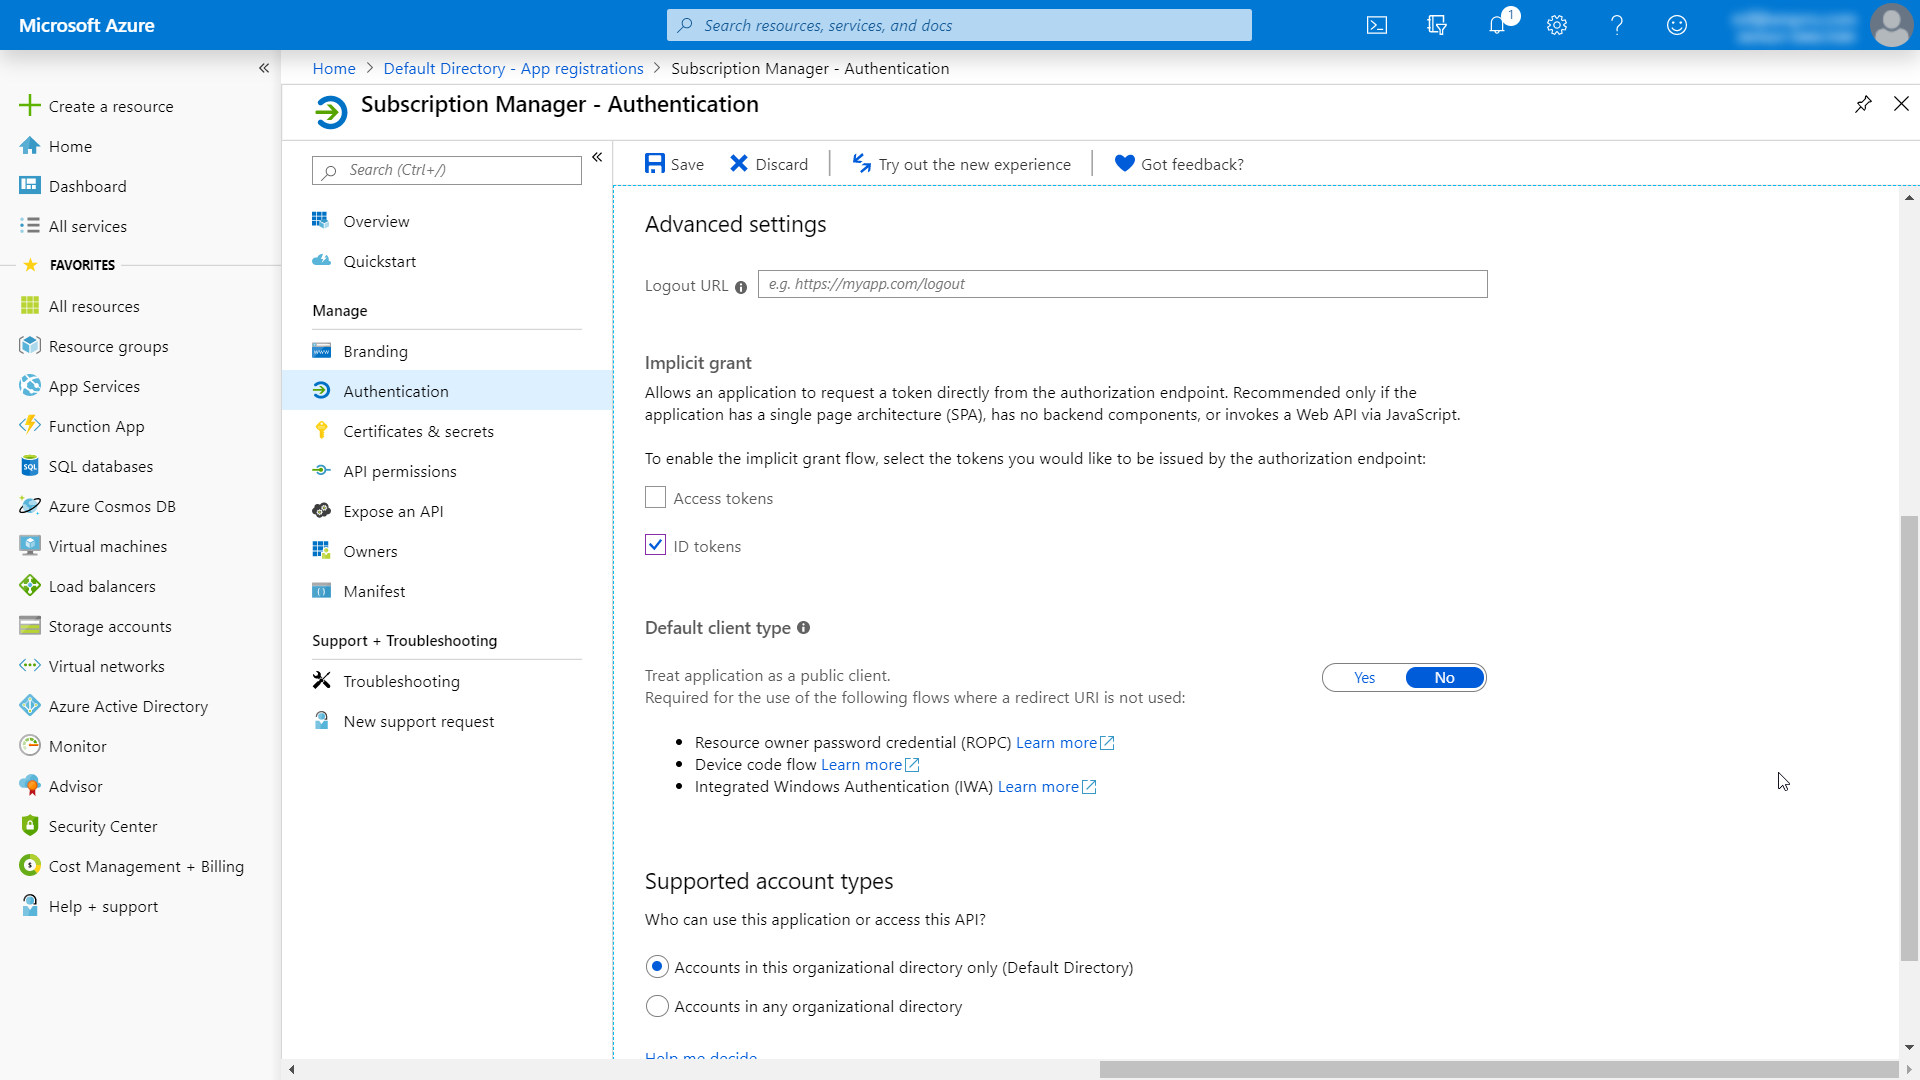 Microsoft Azure
Search resources, services, and docs
1
Home > Default Directory - App registrations > Subscription Manager - Authentication
Create a resource
Home
Dashboard
All services
FAVORITES
All resources
Resource groups
App Services
Function App
SQL databases
Azure Cosmos DB
Virtual machines
Load balancers
Storage accounts
Virtual networks
Azure Active Directory
Monitor
Advisor
Security Center
Cost Management + Billing
Help + support
Subscription Manager - Authentication
Search (Ctrl+/)
Overview
Quickstart
Manage
Branding
Authentication
Certificates & secrets
API permissions
Expose an API
Owners
Manifest
Support + Troubleshooting
Troubleshooting
New support request
Save
Discard
Try out the new experience
Got feedback?
Advanced settings
Logout URL
e.g. https://myapp.com/logout
Implicit grant
Allows an application to request a token directly from the authorization endpoint. Recommended only if the
application has a single page architecture (SPA), has no backend components, or invokes a Web API via JavaScript.
To enable the implicit grant flow, select the tokens you would like to be issued by the authorization endpoint:
Access tokens
ID tokens
Default client type
Treat application as a public client.
Required for the use of the following flows where a redirect URI is not used:
Yes
No
Resource owner password credential (ROPC) Learn more
Device code flow Learn more
Integrated Windows Authentication (IWA) Learn more
Supported account types
Who can use this application or access this API?
Accounts in this organizational directory only (Default Directory)
Accounts in any organizational directory
Help me decide